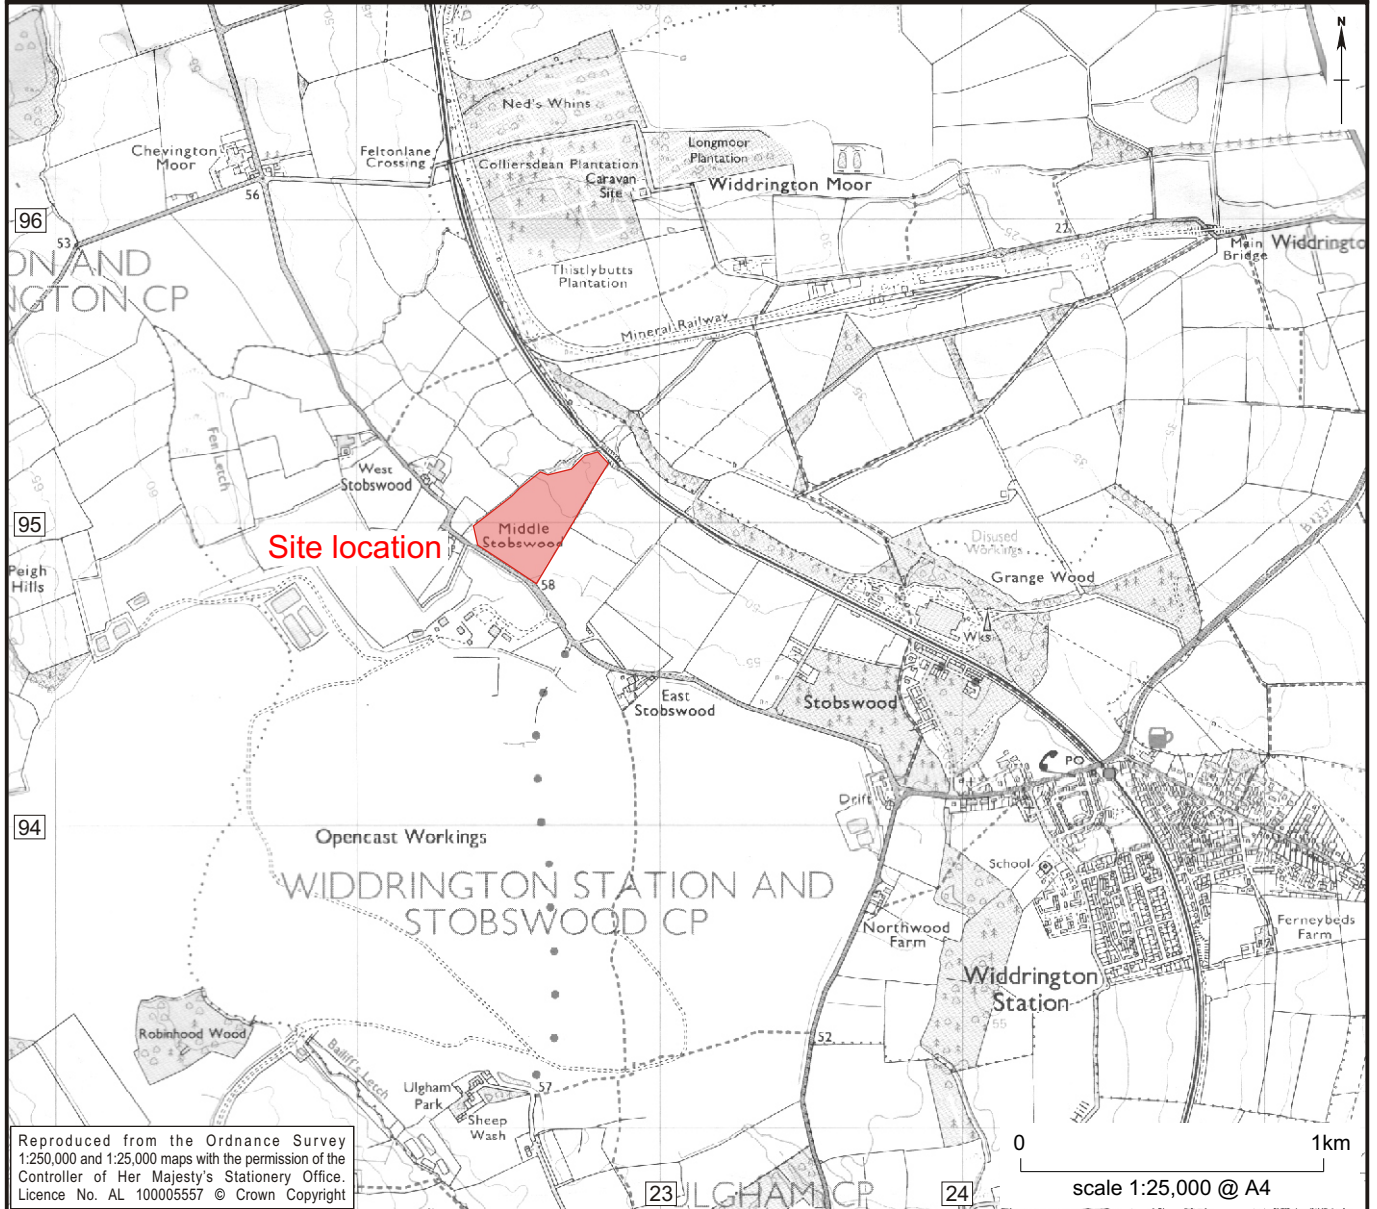 N
Ned's Whins
Chevington
Moor
Feltonlane
Crossing
Colliersdean Plantation
Caravan
Site
Longmoor
Plantation
Widdrington Moor
56
96
53
22
Main
Bridge
Widdringto
ON AND
NGTON CP
Thistlybutts
Plantation
Mineral Railway
35
Fen Letch
West
Stobswood
65
60
95
Middle
Stobswood
Site location
Disused
Workings
B1337
Peigh
Hills
58
Grange Wood
Wks
55
East
Stobswood
Stobswood
PO
Drift
94
Opencast Workings
School
WIDDRINGTON STATION AND
STOBSWOOD CP
Northwood
Farm
Ferneybeds
Farm
Widdrington
Station
55
Robinhood Wood
52
Bailiff's Letch
Ulgham
Park
57
Sheep
Wash
Hill
Reproduced from the Ordnance Survey
1:250,000 and 1:25,000 maps with the permission of the
Controller of Her Majesty's Stationery Office.
Licence No. AL 100005557 © Crown Copyright
0 1km
scale 1:25,000 @ A4
23
ULGHAM CP
24